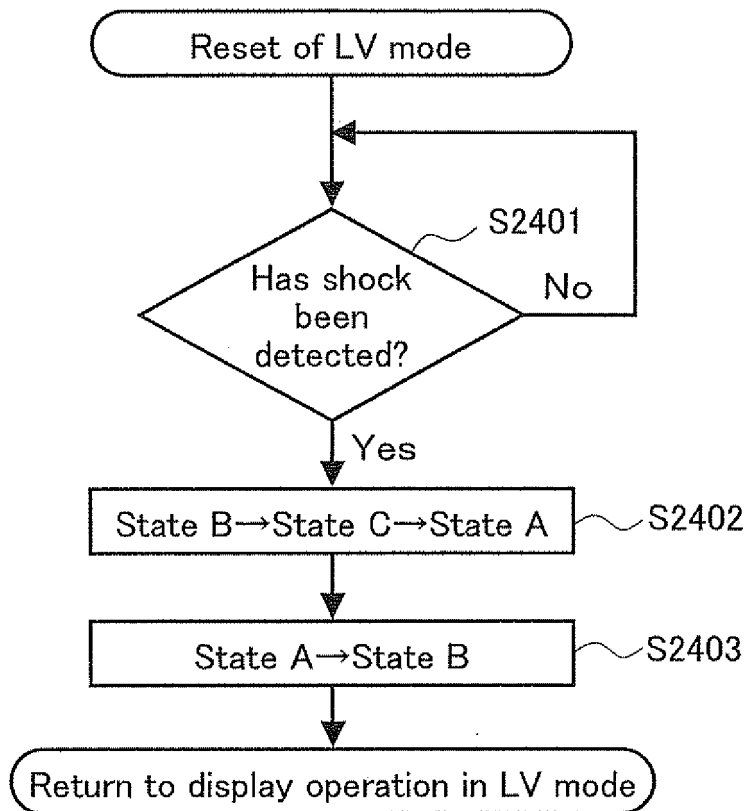 Reset of LV mode
S2401
Has shock
been
detected?
No
Yes
State B→State C→State A
S2402
State A→State B
S2403
Return to display operation in LV mode